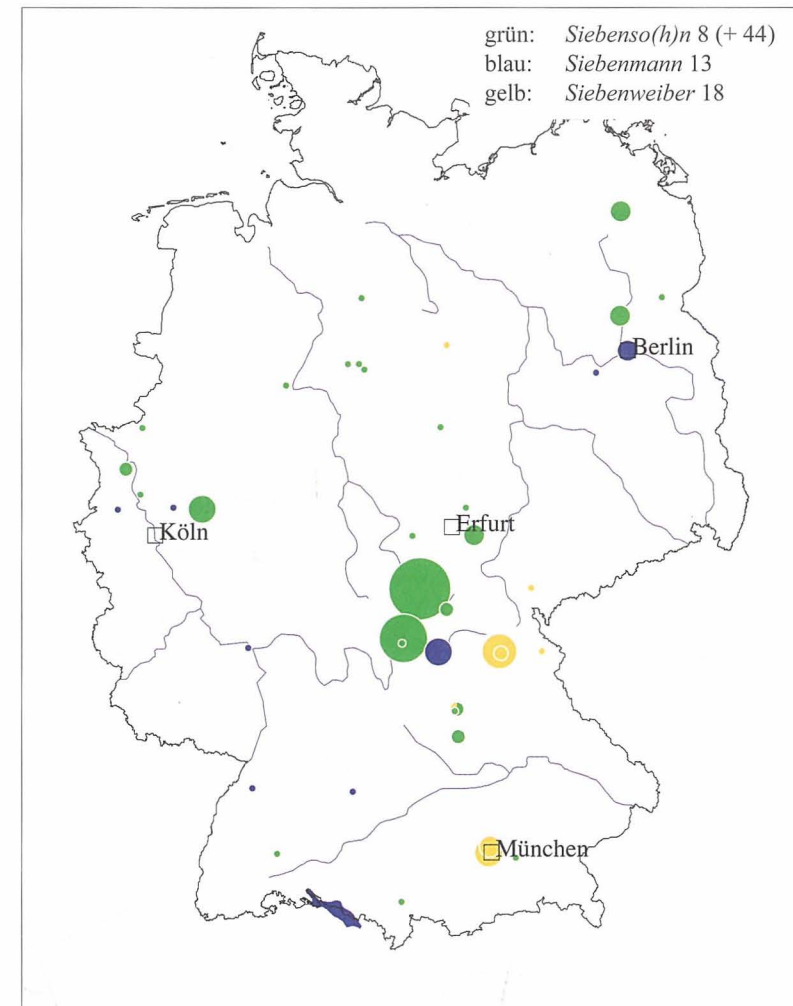 grün: Siebenso(h)n 8 (+ 44)
blau: Siebenmann 13
gelb: Siebenweiber 18
Berlin
Erfurt
Köln
München